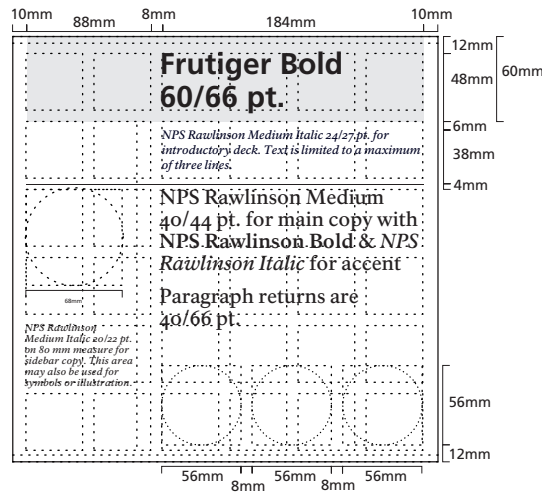 10mm 88mm 8mm 184mm 10mm
12mm
48mm
60mm
6mm
38mm
4mm
Frutiger Bold
60/66 pt.
NPS Rawlinson Medium Italic 24/27 pt. for
introductory deck. Text is limited to a maximum
of three lines.
NPS Rawlinson Medium
40/44 pt. for main copy with
NPS Rawlinson Bold & NPS
Rawlinson Italic for accent
Paragraph returns are
40/66 pt.
68mm
NPS Rawlinson
Medium Italic 20/22 pt.
on 80 mm measure for
sidebar copy. This area
may also be used for
symbols or illustration.
56mm
12mm
56mm 8mm 56mm 8mm 56mm